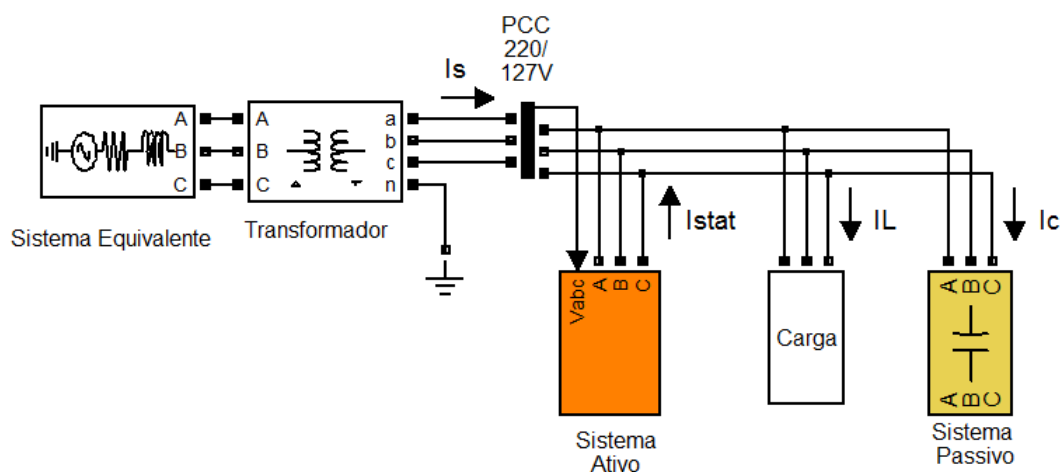 PCC
220/
127V
Is
A
B
C
A
B
C
a
b
c
n
Sistema Equivalente
Transformador
Istat
IL
Ic
Vabc
A
B
C
Carga
A
B
C
A
B
C
Sistema
Ativo
Sistema
Passivo